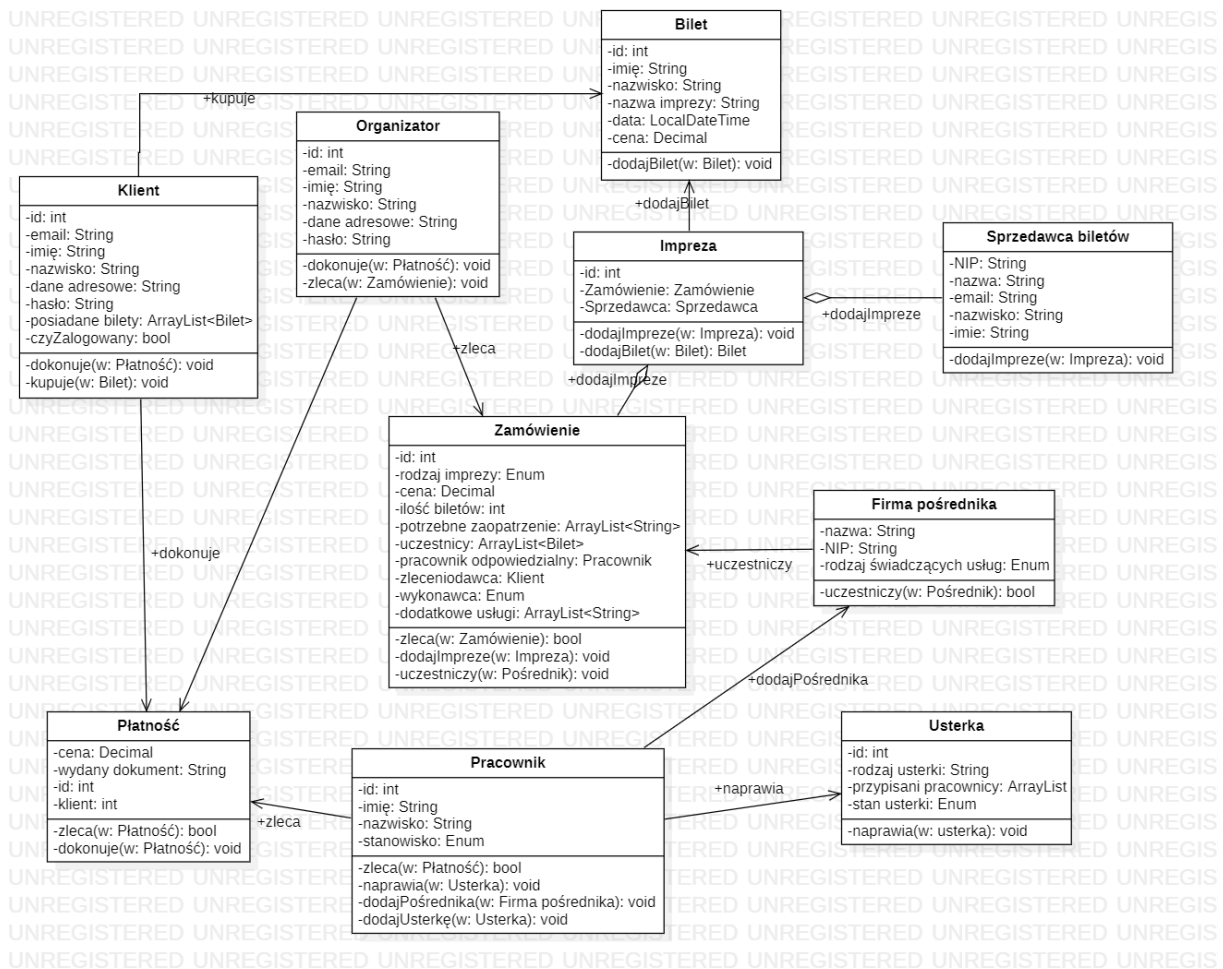 Bilet
-id: int
-imię: String
-nazwisko: String
-nazwa imprezy: String
-data: LocalDateTime
-cena: Decimal
-dodajBilet(w: Bilet): void
+kupuje
Organizator
-id: int
-email: String
-imię: String
-nazwisko: String
-dane adresowe: String
-hasło: String
-dokonuje(w: Płatność): void
-zleca(w: Zamówienie): void
Klient
-id: int
-email: String
-imię: String
-nazwisko: String
-dane adresowe: String
-hasło: String
-posiadane bilety: ArrayList<Bilet>
-czyZalogowany: bool
-dokonuje(w: Płatność): void
-kupuje(w: Bilet): void
+dodajBilet
Impreza
-id: int
-Zamówienie: Zamówienie
-Sprzedawca: Sprzedawca
-dodajImpreze(w: Impreza): void
-dodajBilet(w: Bilet): Bilet
+dodajImpreze
Sprzedawca biletów
-NIP: String
-nazwa: String
-email: String
-nazwisko: String
-imie: String
-dodajImpreze(w: Impreza): void
+zleca
+dodajImpreze
Zamówienie
-id: int
-rodzaj imprezy: Enum
-cena: Decimal
-ilość biletów: int
-potrzebne zaopatrzenie: ArrayList<String>
-uczestnicy: ArrayList<Bilet>
-pracownik odpowiedzialny: Pracownik
-zleceniodawca: Klient
-wykonawca: Enum
-dodatkowe usługi: ArrayList<String>
-zleca(w: Zamówienie): bool
-dodajImpreze(w: Impreza): void
-uczestniczy(w: Pośrednik): void
Firma pośrednika
-nazwa: String
-NIP: String
-rodzaj świadczących usług: Enum
-uczestniczy(w: Pośrednik): bool
+uczestniczy
+dokonuje
+dodajPośrednika
Płatność
-cena: Decimal
-wydany dokument: String
-id: int
-klient: int
-zleca(w: Płatność): bool
-dokonuje(w: Płatność): void
+zleca
Pracownik
-id: int
-imię: String
-nazwisko: String
-stanowisko: Enum
-zleca(w: Płatność): bool
-naprawia(w: Usterka): void
-dodajPośrednika(w: Firma pośrednika): void
-dodajUsterkę(w: Usterka): void
+naprawia
Usterka
-id: int
-rodzaj usterki: String
-przypisani pracownicy: ArrayList
-stan usterki: Enum
-naprawia(w: usterka): void
UNREGISTERED